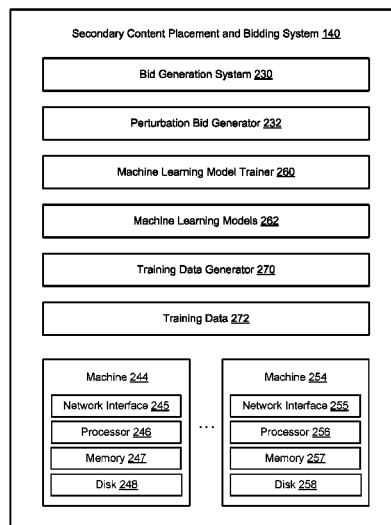 Secondary Content Placement and Bidding System 140
Bid Generation System 230
Perturbation Bid Generator 232
Machine Learning Model Trainer 260
Machine Learning Models 262
Training Data Generator 270
Training Data 272
Machine 244
Network Interface 245
Processor 246
Memory 247
Disk 248
...
Machine 254
Network Interface 255
Processor 256
Memory 257
Disk 258